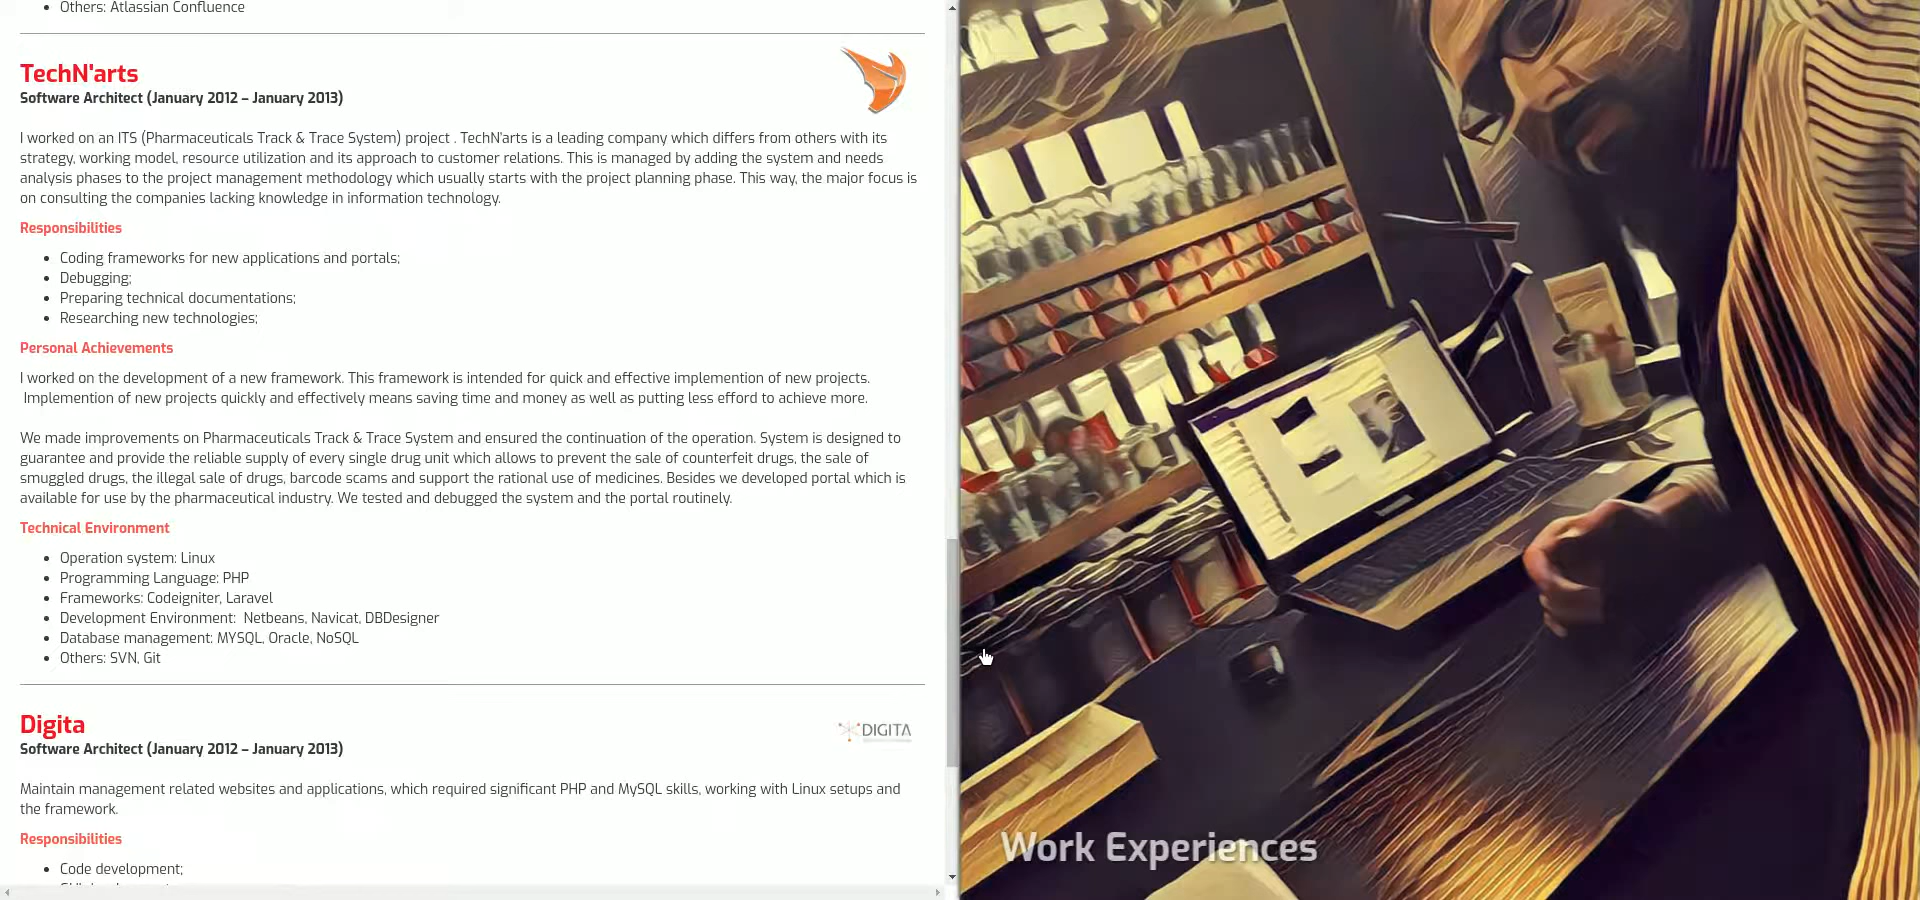 Others: Atlassian Confluence
TechN'arts
Software Architect (January 2012 – January 2013)
I worked on an ITS (Pharmaceuticals Track & Trace System) project . TechN'arts is a leading company which differs from others with its
strategy, working model, resource utilization and its approach to customer relations. This is managed by adding the system and needs
analysis phases to the project management methodology which usually starts with the project planning phase. This way, the major focus is
on consulting the companies lacking knowledge in information technology.
Responsibilities
Coding frameworks for new applications and portals;
Debugging;
Preparing technical documentations;
Researching new technologies;
Personal Achievements
I worked on the development of a new framework. This framework is intended for quick and effective implemention of new projects.
Implemention of new projects quickly and effectively means saving time and money as well as putting less efford to achieve more.
We made improvements on Pharmaceuticals Track & Trace System and ensured the continuation of the operation. System is designed to
guarantee and provide the reliable supply of every single drug unit which allows to prevent the sale of counterfeit drugs, the sale of
smuggled drugs, the illegal sale of drugs, barcode scams and support the rational use of medicines. Besides we developed portal which is
available for use by the pharmaceutical industry. We tested and debugged the system and the portal routinely.
Technical Environment
Operation system: Linux
Programming Language: PHP
Frameworks: Codeigniter, Laravel
Development Environment:  Netbeans, Navicat, DBDesigner
Database management: MYSQL, Oracle, NoSQL
Others: SVN, Git
Digita
DIGITA
Software Architect (January 2012 – January 2013)
Maintain management related websites and applications, which required significant PHP and MySQL skills, working with Linux setups and
the framework.
Responsibilities
Code development;
Work Experiences